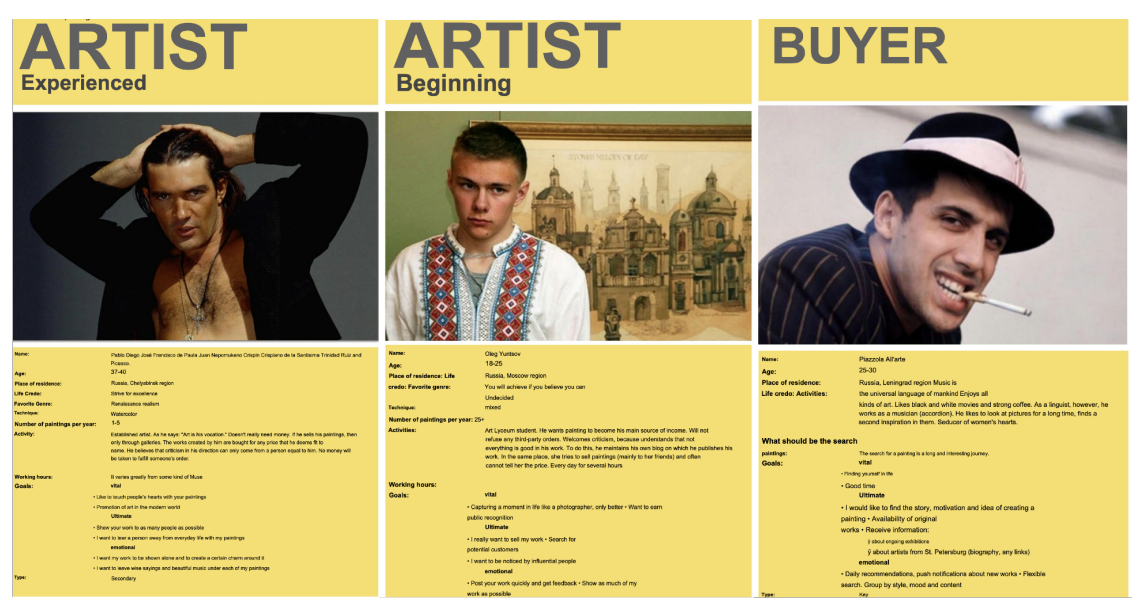 ARTIST
Experienced
Name: Pablo Diego José Francisco de Paula Juan Nepomukeno Crispin Crispiano de la Santisima Trinidad Ruiz and
Picasso.
Age: 37-40
Place of residence: Russia, Chelyabinsk region
Life Credo: Strive for excellence
Favorite Genre: Renaissance realism
Technique: Watercolor
Number of paintings per year: 1-5
Activity: Established artist. As he says: "Art is his vocation." Doesn't really need money. If he sells his paintings, then
only through galleries. The works created by him are bought for any price that he deems fit to
name. He believes that criticism in his direction can only come from a person equal to him. No money will
be taken to fulfill someone's order.
Working hours: It varies greatly from some kind of Muse
Goals: vital
• Like to touch people's hearts with your paintings
• Promotion of art in the modern world
Ultimate
• Show your work to as many people as possible
• I want to tear a person away from everyday life with my paintings
emotional
• I want my work to be shown alone and to create a certain charm around it
• I want to leave wise sayings and beautiful music under each of my paintings
Type: Secondary
ARTIST
Beginning
STONED MELODY OF DAY
Name: Oleg Yuntsov
Age: 18-25
Place of residence: Life Russia, Moscow region
credo: Favorite genre: You will achieve if you believe you can
Undecided
Technique: mixed
Number of paintings per year: 25+
Activities: Art Lyceum student. He wants painting to become his main source of income. Will not
refuse any third-party orders. Welcomes criticism, because understands that not
everything is good in his work. To do this, he maintains his own blog on which he publishes his
work. In the same place, she tries to sell paintings (mainly to her friends) and often
cannot tell her the price. Every day for several hours
Working hours:
Goals: vital
• Capturing a moment in life like a photographer, only better • Want to earn
public recognition
Ultimate
• I really want to sell my work • Search for
potential customers
• I want to be noticed by influential people
emotional
• Post your work quickly and get feedback • Show as much of my
work as possible
BUYER
Name: Piazzola All'arte
Age: 25-30
Place of residence: Russia, Leningrad region Music is
Life credo: Activities: the universal language of mankind Enjoys all
kinds of art. Likes black and white movies and strong coffee. As a linguist, however, he
works as a musician (accordion). He likes to look at pictures for a long time, finds a
second inspiration in them. Seducer of women's hearts.
What should be the search
paintings: The search for a painting is a long and interesting journey.
Goals: vital
• Finding yourself in life
• Good time
Ultimate
• I would like to find the story, motivation and idea of creating a
painting • Availability of original
works • Receive information:
ÿ about ongoing exhibitions
ÿ about artists from St. Petersburg (biography, any links)
emotional
• Daily recommendations, push notifications about new works • Flexible
search. Group by style, mood and content
Type: Key